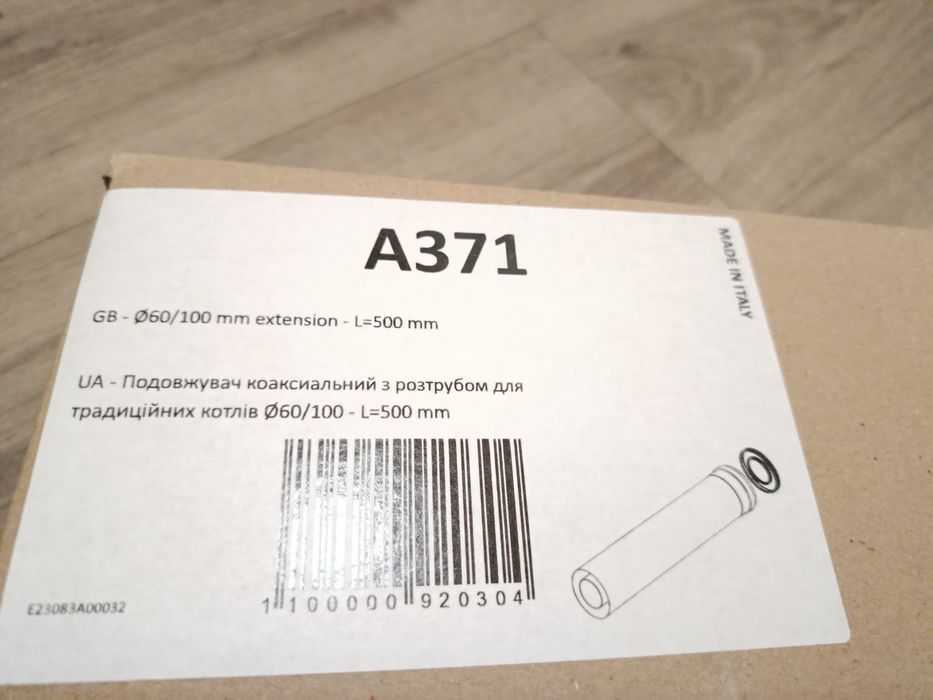 A371
MADE IN ITALY
GB - Ø60/100 mm extension - L=500 mm
UA - Подовжувач коаксиальний з розтрубом для
традиційних котлів Ø60/100 - L=500 mm
1 100000 920304
E23083A00032